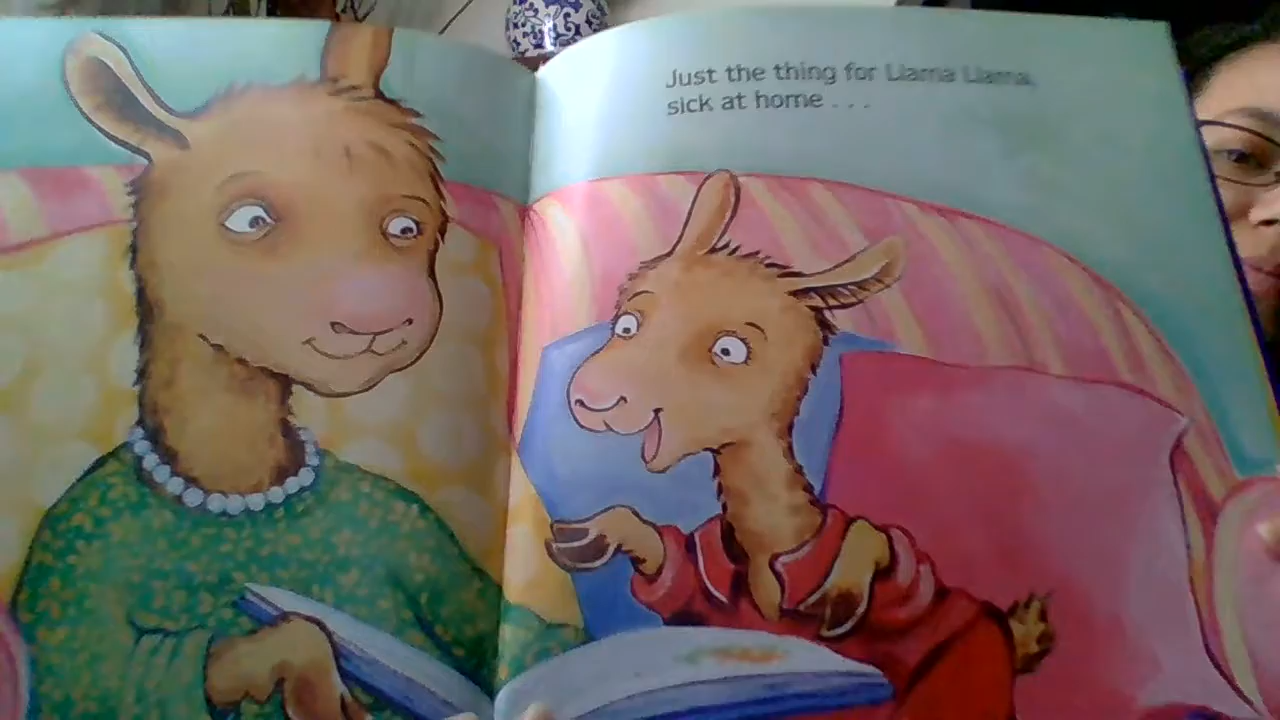 Just the thing for Llama Llama,
sick at home . . .